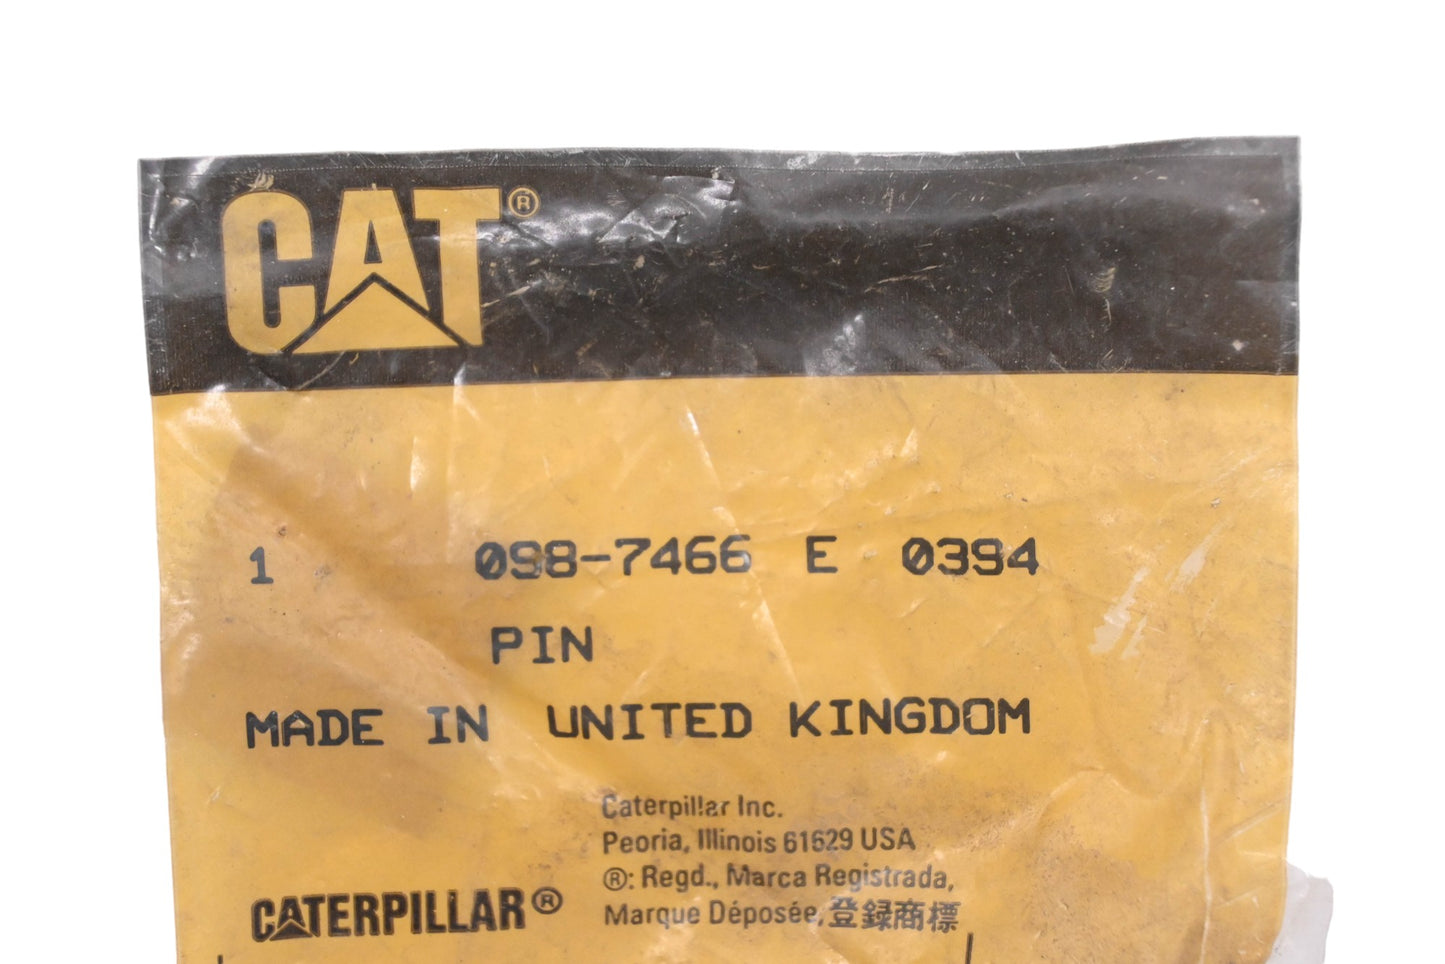 CAT®
1 098-7466 E 0394
PIN
MADE IN UNITED KINGDOM
Caterpillar Inc.
Peoria, Illinois 61629 USA
®: Regd., Marca Registrada,
Marque Déposée, 登録商標
CATERPILLAR®